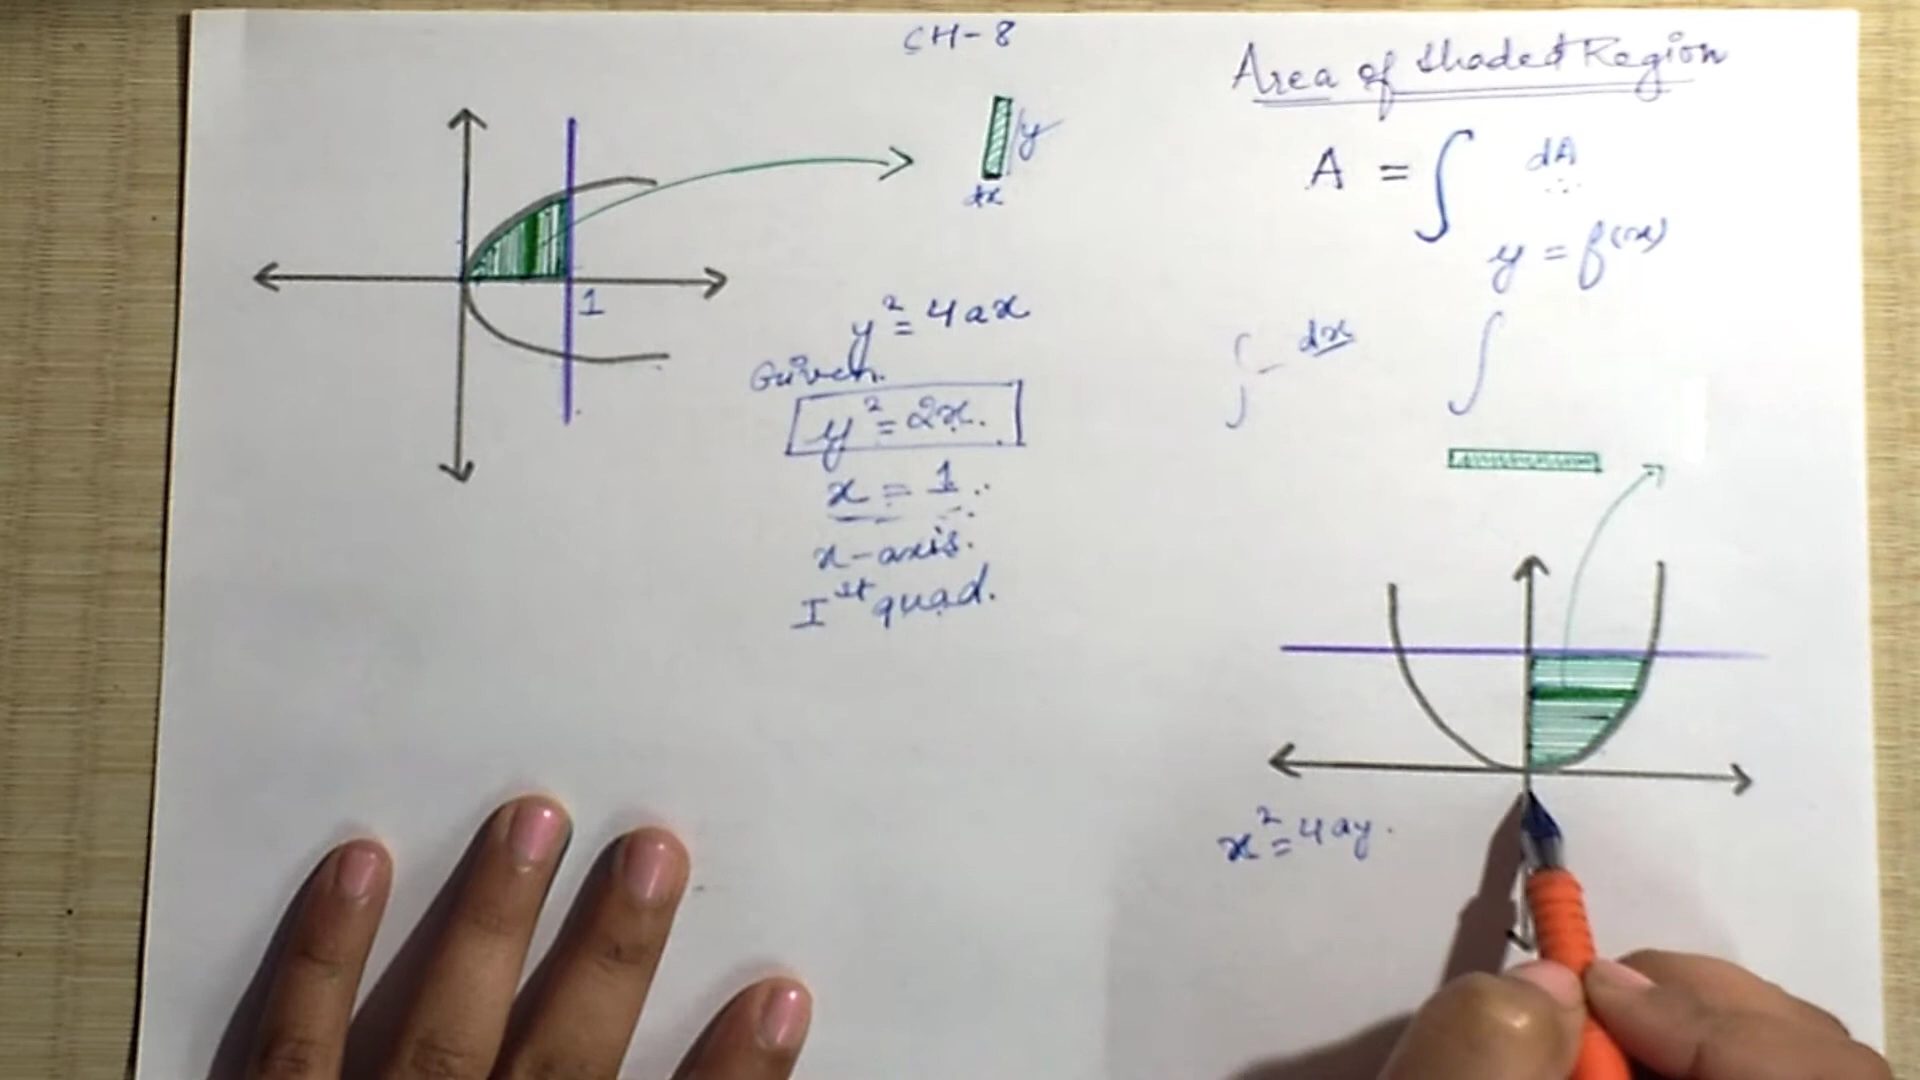 CH-8
Area of Shaded Region
y
dx
A = ∫ dA
y = f(x)
1
y² = 4ax
Given
y² = 2x.
x = 1
x-axis.
Iˢᵗ quad.
∫ dx
∫
x² = 4ay.